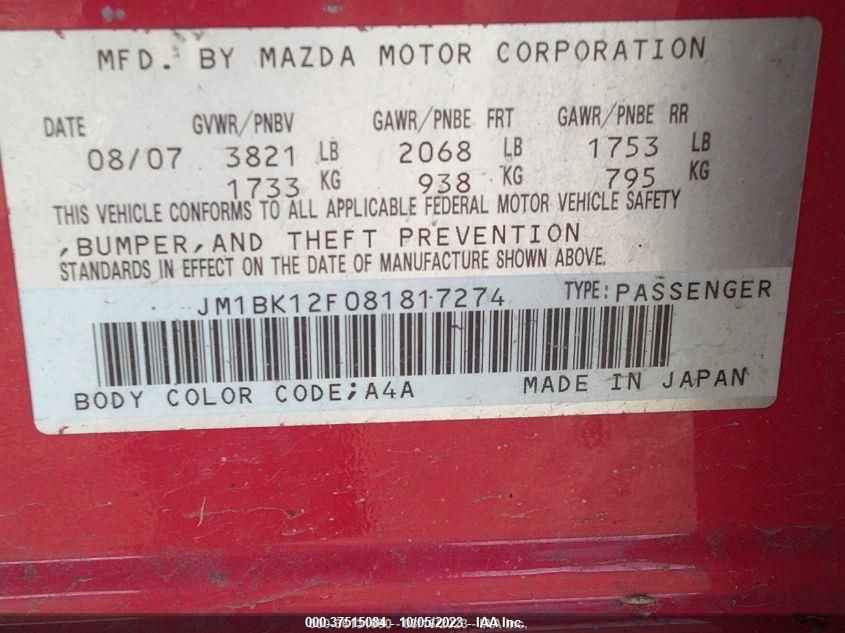 MFD. BY MAZDA MOTOR CORPORATION
DATE GVWR/PNBV GAWR/PNBE FRT GAWR/PNBE RR
08/07 3821 LB 2068 LB 1753 LB
1733 KG 938 KG 795 KG
THIS VEHICLE CONFORMS TO ALL APPLICABLE FEDERAL MOTOR VEHICLE SAFETY
,BUMPER,AND THEFT PREVENTION
STANDARDS IN EFFECT ON THE DATE OF MANUFACTURE SHOWN ABOVE.
JM1BK12F081817274 TYPE:PASSENGER
BODY COLOR CODE;A4A MADE IN JAPAN
000-37515084 10/05/2023 IAA Inc.